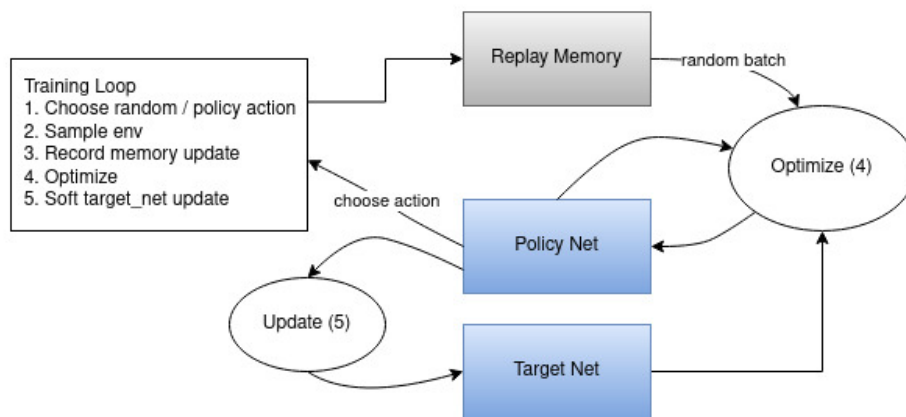 Replay Memory
random batch
Training Loop
1. Choose random / policy action
2. Sample env
3. Record memory update
4. Optimize
5. Soft target_net update
Optimize (4)
choose action
Policy Net
Update (5)
Target Net